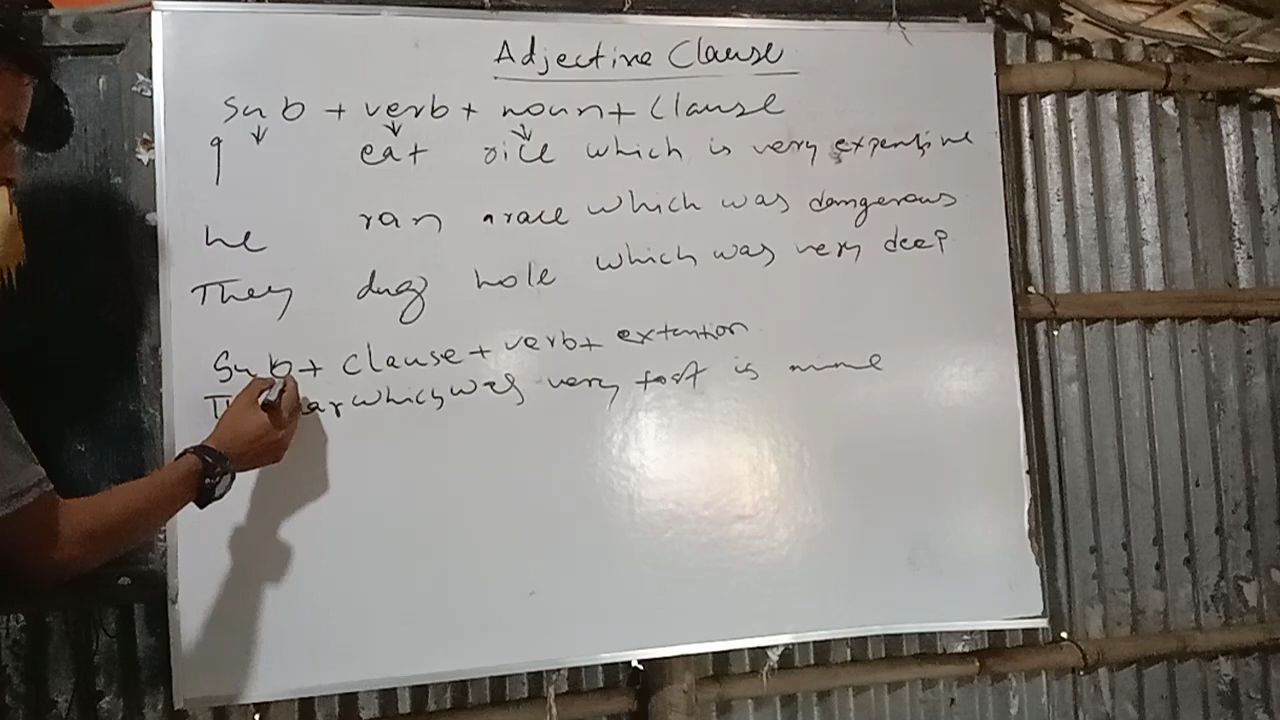 Adjective Clause
Sub + verb + noun + Clause
I eat rice which is very expensive
he ran a race which was dangerous
They dug hole which was very deep
Sub + clause + verb + extention
which was very fast is mine